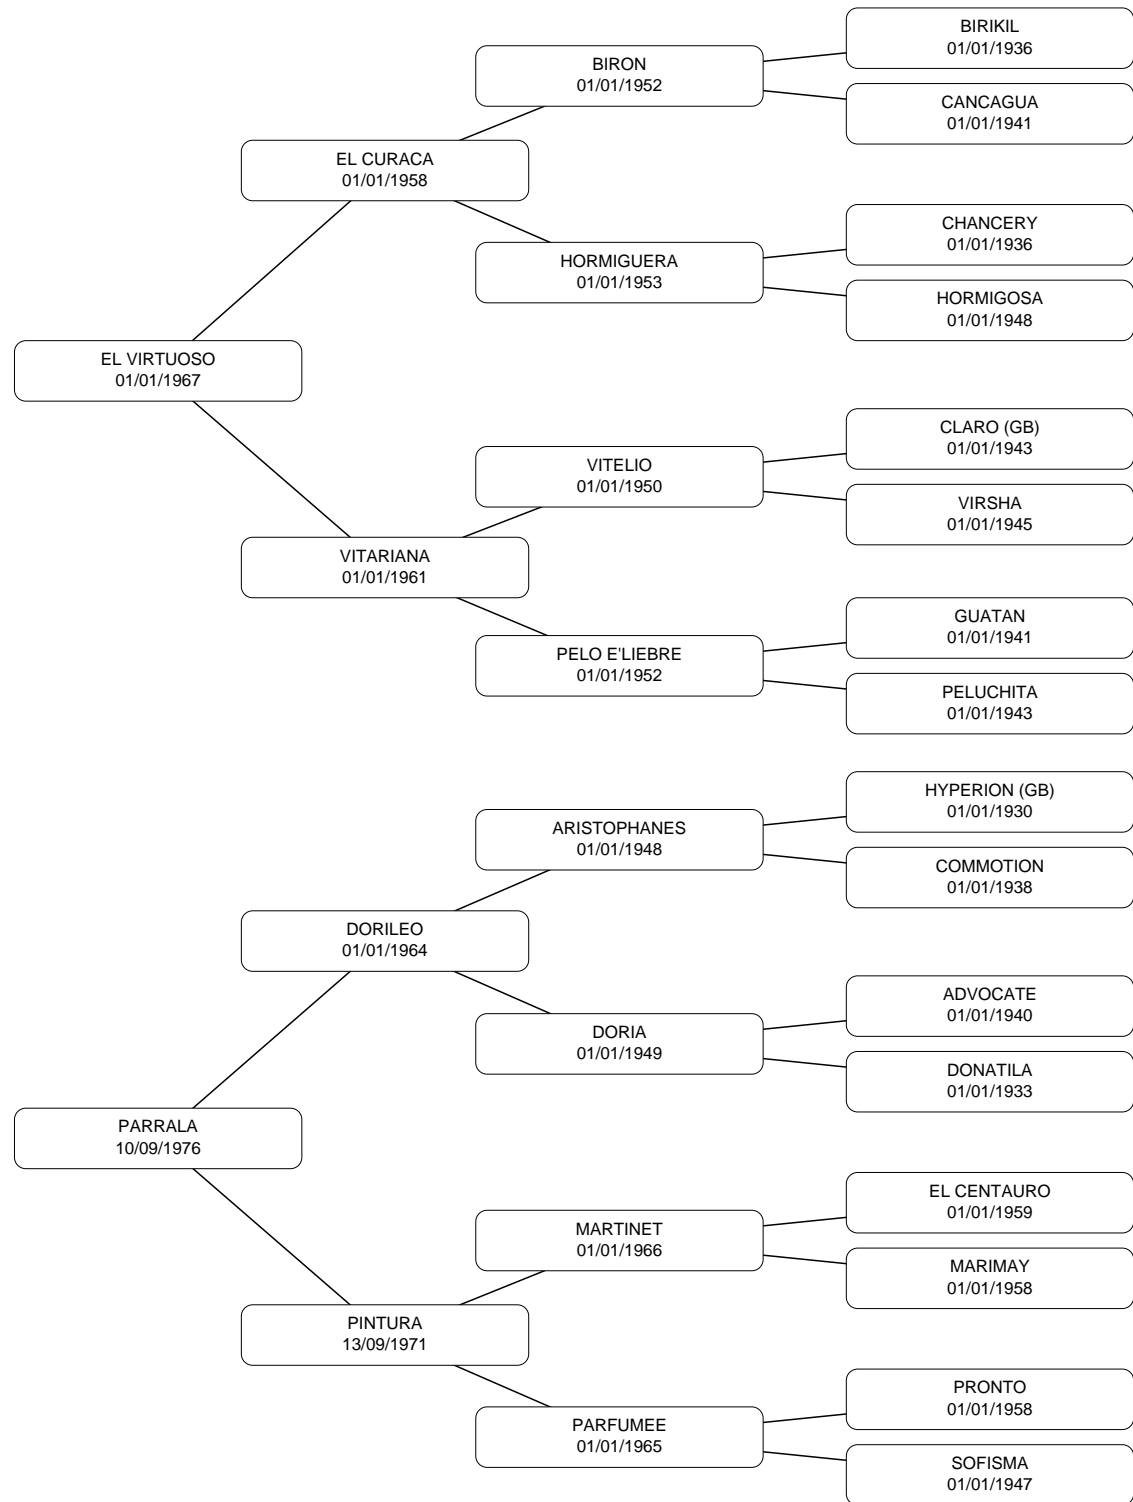 BIRIKIL
01/01/1936
BIRON
01/01/1952
CANCAGUA
01/01/1941
EL CURACA
01/01/1958
CHANCERY
01/01/1936
HORMIGUERA
01/01/1953
HORMIGOSA
01/01/1948
EL VIRTUOSO
01/01/1967
CLARO (GB)
01/01/1943
VITELIO
01/01/1950
VIRSHA
01/01/1945
VITARIANA
01/01/1961
GUATAN
01/01/1941
PELO E'LIEBRE
01/01/1952
PELUCHITA
01/01/1943
HYPERION (GB)
01/01/1930
ARISTOPHANES
01/01/1948
COMMOTION
01/01/1938
DORILEO
01/01/1964
ADVOCATE
01/01/1940
DORIA
01/01/1949
DONATILA
01/01/1933
PARRALA
10/09/1976
EL CENTAURO
01/01/1959
MARTINET
01/01/1966
MARIMAY
01/01/1958
PINTURA
13/09/1971
PRONTO
01/01/1958
PARFUMEE
01/01/1965
SOFISMA
01/01/1947